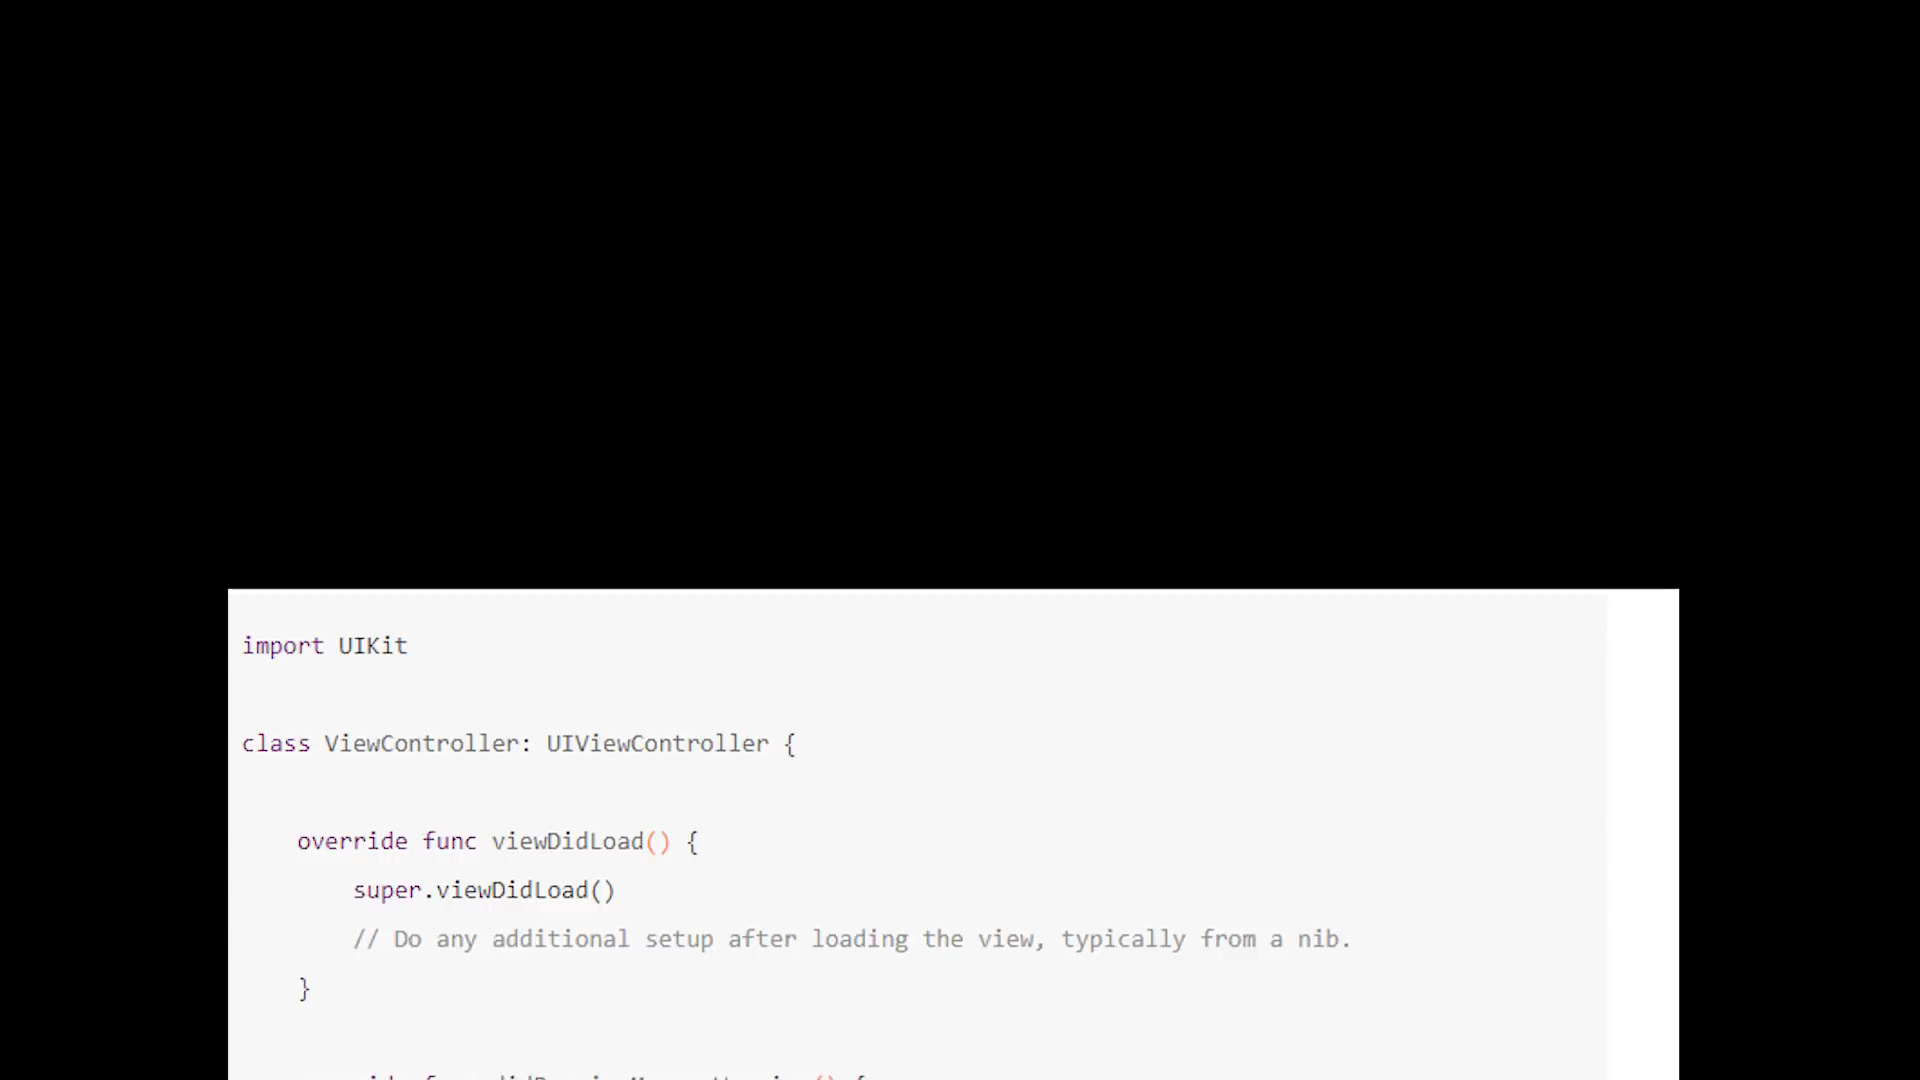 import UIKit
class ViewController: UIViewController {
override func viewDidLoad() {
super.viewDidLoad()
// Do any additional setup after loading the view, typically from a nib.
}